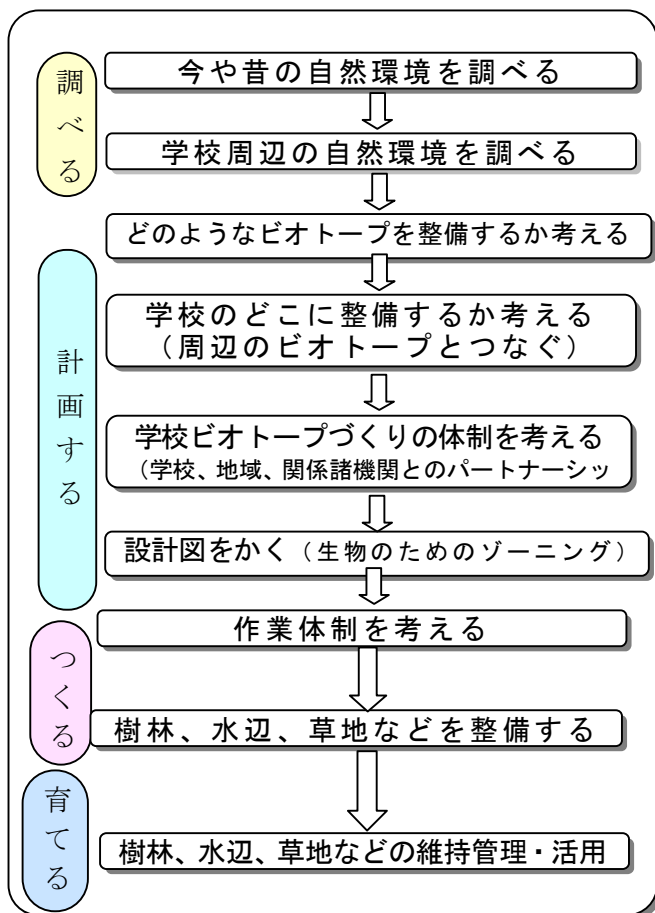 調べる
今や昔の自然環境を調べる
学校周辺の自然環境を調べる
計画する
どのようなビオトープを整備するか考える
学校のどこに整備するか考える
（周辺のビオトープとつなぐ）
学校ビオトープづくりの体制を考える
（学校、地域、関係諸機関とのパートナーシッ
設計図をかく（生物のためのゾーニング）
つくる
作業体制を考える
樹林、水辺、草地などを整備する
育てる
樹林、水辺、草地などの維持管理・活用